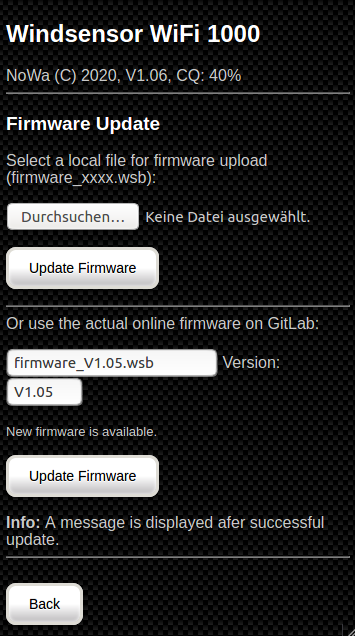 Windsensor WiFi 1000
NoWa (C) 2020, V1.06, CQ: 40%
Firmware Update
Select a local file for firmware upload
(firmware_xxxx.wsb):
Durchsuchen... Keine Datei ausgewählt.
Update Firmware
Or use the actual online firmware on GitLab:
firmware_V1.05.wsb Version:
V1.05
New firmware is available.
Update Firmware
Info: A message is displayed afer successful
update.
Back